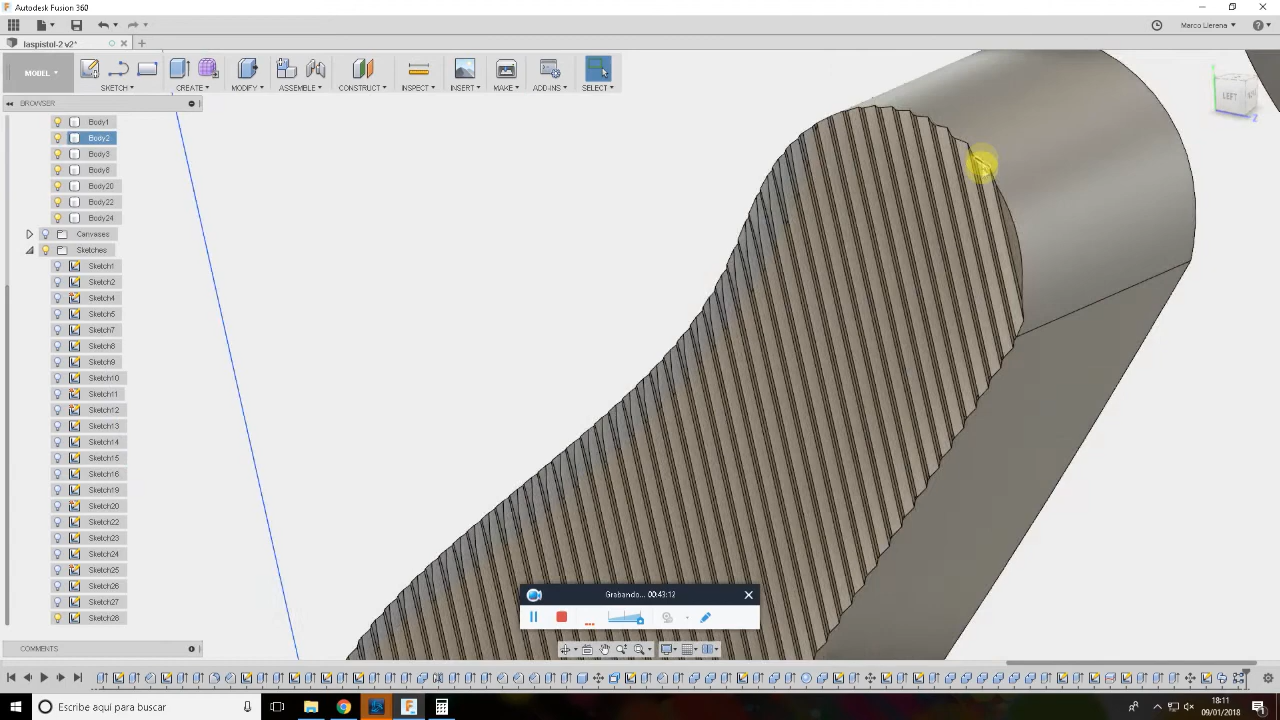 Autodesk Fusion 360
Marco Llerena
laspistol-2 v2*
MODEL
SKETCH
CREATE
MODIFY
ASSEMBLE
CONSTRUCT
INSPECT
INSERT
MAKE
ADD-INS
SELECT
BROWSER
LEFT
Body1
Body2
Body3
Body8
Body20
Body22
Body24
Canvases
Sketches
Sketch1
Sketch2
Sketch4
Sketch5
Sketch7
Sketch8
Sketch9
Sketch10
Sketch11
Sketch12
Sketch13
Sketch14
Sketch15
Sketch16
Sketch19
Sketch20
Sketch22
Sketch23
Sketch24
Sketch25
Sketch26
Sketch27
Sketch28
Grabando... 00:43:12
COMMENTS
Escribe aquí para buscar
18:11
09/01/2018